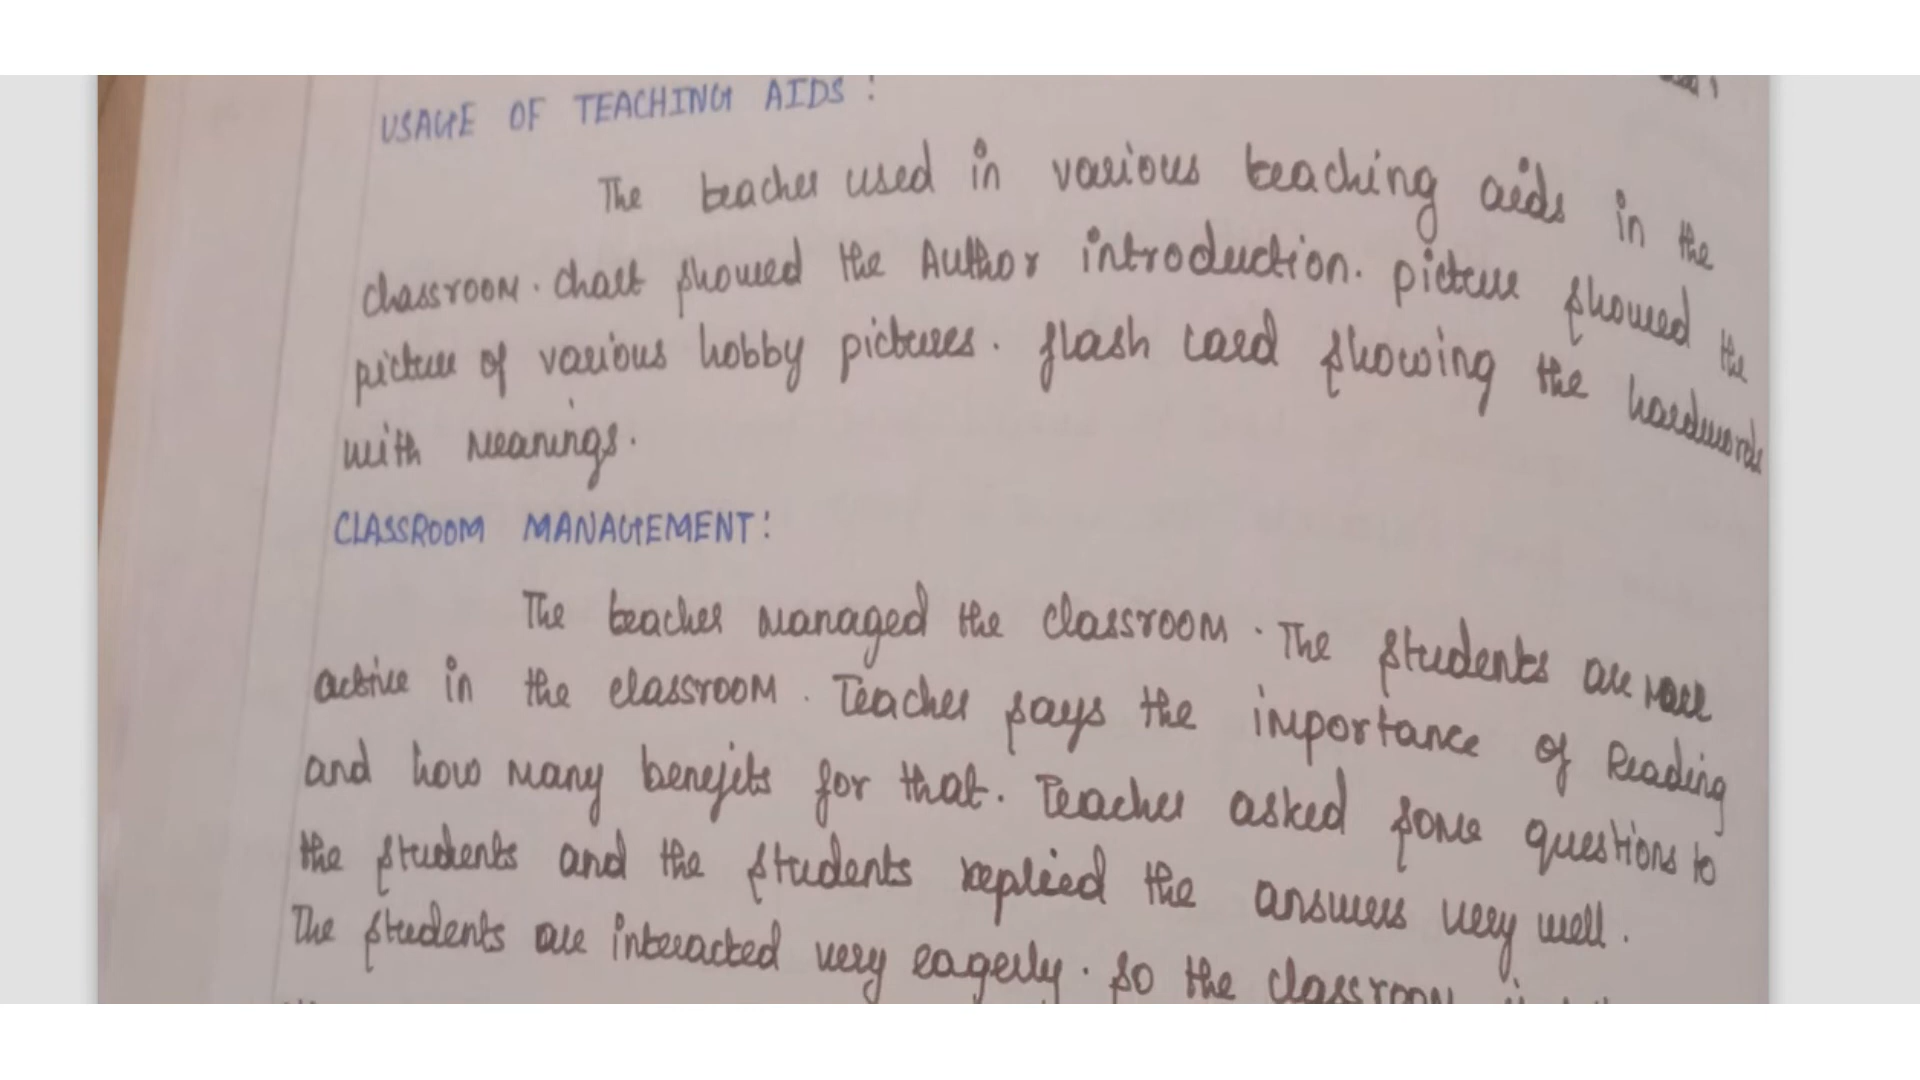 USAGE OF TEACHING AIDS :
The teacher used in various teaching aids in the
classroom. Chart showed the Author introduction. picture showed the
picture of various hobby pictures. flash card showing the hardwords
with meanings.
CLASSROOM MANAGEMENT :
The teacher managed the classroom. The students are more
active in the classroom. Teacher says the importance of Reading
and how many benefits for that. Teacher asked some questions to
the students and the students replied the answers very well.
The students are interacted very eagerly. So the classroom